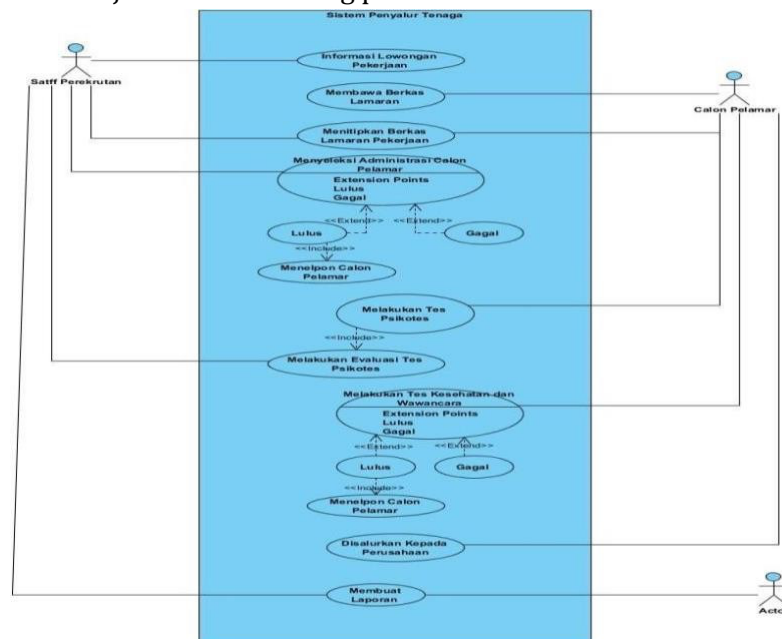 Sistem Penyalur Tenaga
Informasi Lowongan
Pekerjaan
Satff Perekrutan
Membawa Berkas
Lamaran
Calon Pelamar
Menitipkan Berkas
Lamaran Pekerjaan
Menyeleksi Administrasi Calon
Pelamar
Extension Points
Lulus
Gagal
<<Extend>>
<<Extend>>
Lulus
Gagal
<<Include>>
Menelpon Calon
Pelamar
Melakukan Tes
Psikotes
<<Include>>
Melakukan Evaluasi Tes
Psikotes
Melakukan Tes Kesehatan dan
Wawancara
Extension Points
Lulus
Gagal
<<Extend>>
<<Extend>>
Lulus
Gagal
<<Include>>
Menelpon Calon
Pelamar
Disalurkan Kepada
Perusahaan
Membuat
Laporan